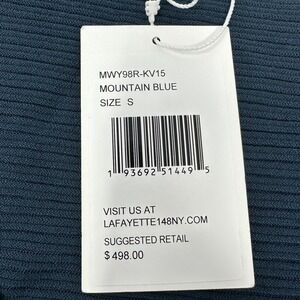 MWY98R-KV15
MOUNTAIN BLUE
SIZE S
1 93692 51449 5
VISIT US AT
LAFAYETTE148NY.COM
SUGGESTED RETAIL
$ 498.00